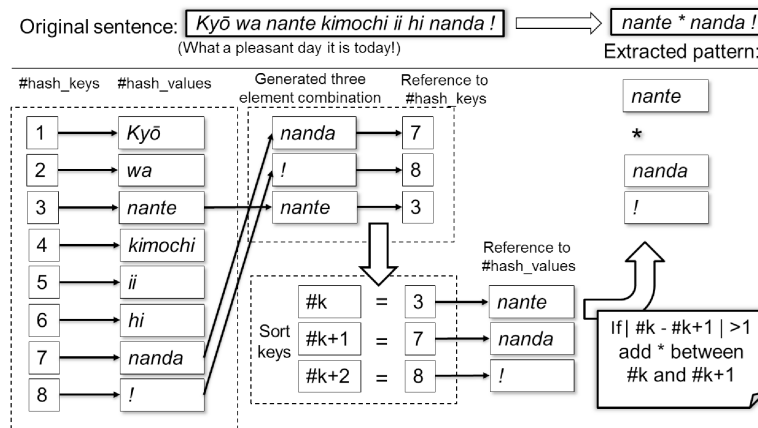 Original sentence: Kyō wa nante kimochi ii hi nanda ! nante * nanda !
(What a pleasant day it is today!) Extracted pattern:
#hash_keys #hash_values
Generated three
element combination
Reference to
#hash_keys
1 Kyō
2 wa
3 nante
4 kimochi
5 ii
6 hi
7 nanda
8 !
nanda 7
! 8
nante 3
Sort
keys
#k = 3
#k+1 = 7
#k+2 = 8
Reference to
#hash_values
nante
nanda
!
nante
*
nanda
!
If | #k - #k+1 | >1
add * between
#k and #k+1